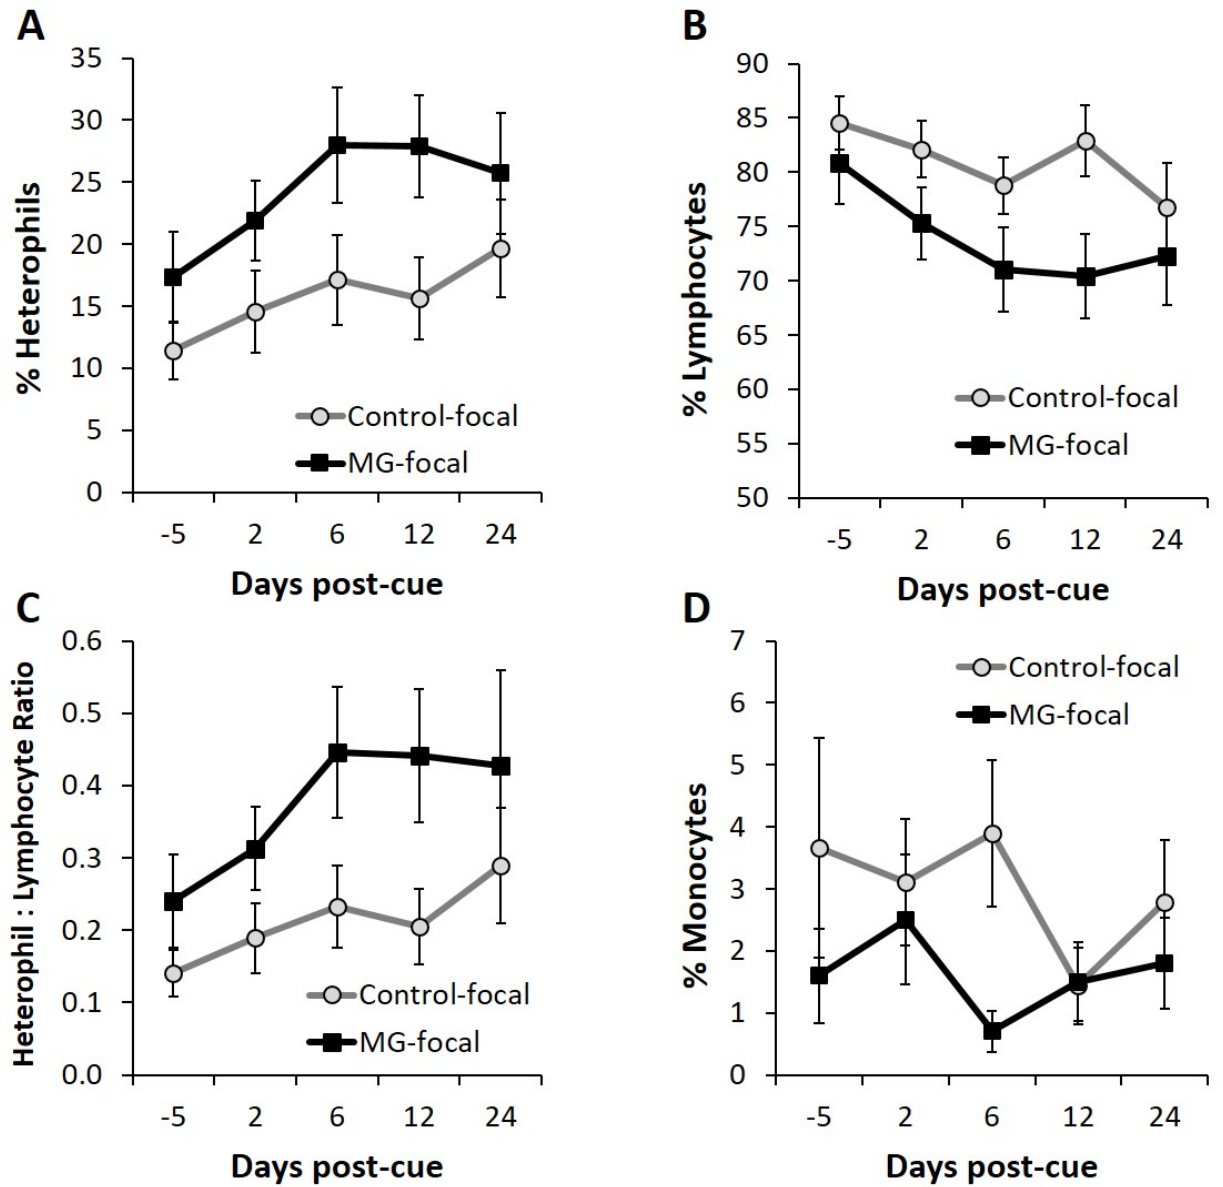 A
35
30
25
20
15
10
5
0
% Heterophils
Control-focal
MG-focal
-5 2 6 12 24
Days post-cue
B
90
85
80
75
70
65
60
55
50
% Lymphocytes
Control-focal
MG-focal
-5 2 6 12 24
Days post-cue
C
0.6
0.5
0.4
0.3
0.2
0.1
0.0
Heterophil : Lymphocyte Ratio
Control-focal
MG-focal
-5 2 6 12 24
Days post-cue
D
7
6
5
4
3
2
1
0
% Monocytes
Control-focal
MG-focal
-5 2 6 12 24
Days post-cue